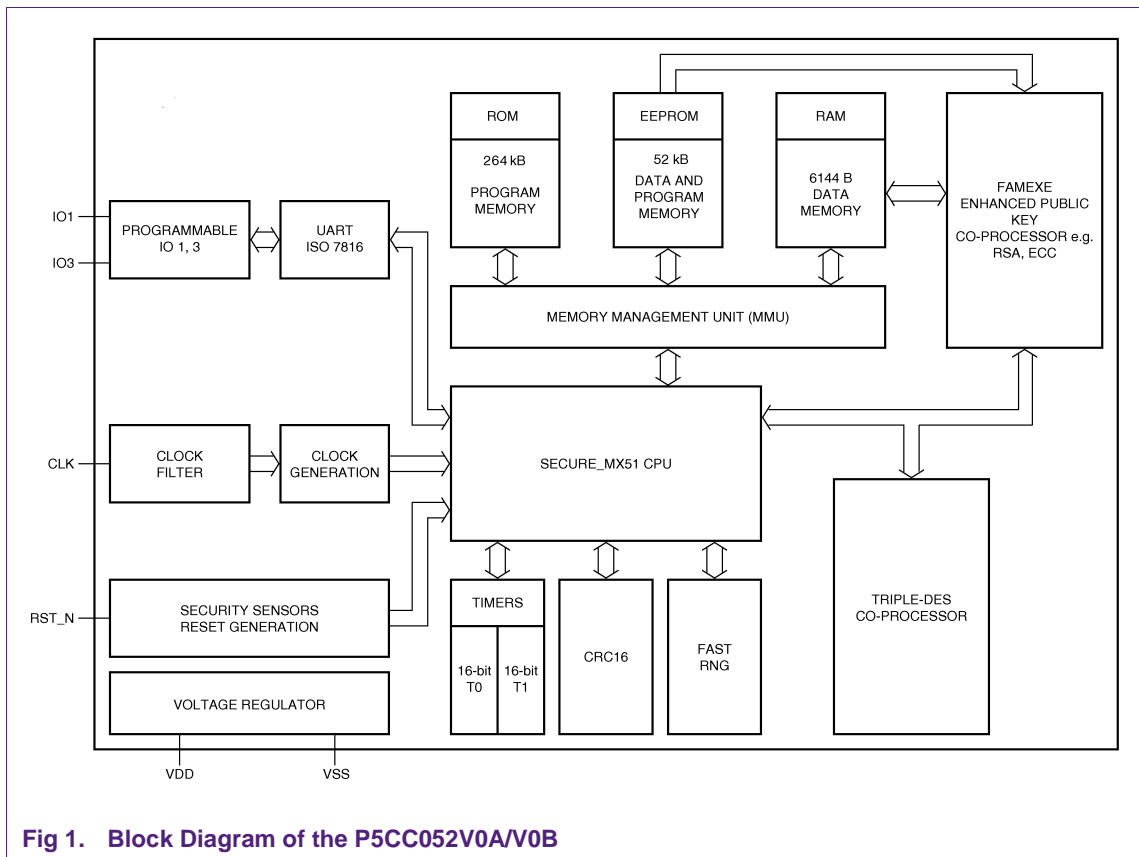 ROM
264 kB
PROGRAM
MEMORY
EEPROM
52 kB
DATA AND
PROGRAM
MEMORY
RAM
6144 B
DATA
MEMORY
FAMEXE
ENHANCED PUBLIC
KEY
CO-PROCESSOR e.g.
RSA, ECC
IO1
IO3
PROGRAMMABLE
IO 1, 3
UART
ISO 7816
MEMORY MANAGEMENT UNIT (MMU)
CLK
CLOCK
FILTER
CLOCK
GENERATION
SECURE_MX51 CPU
RST_N
SECURITY SENSORS
RESET GENERATION
TIMERS
16-bit
T0
16-bit
T1
CRC16
FAST
RNG
TRIPLE-DES
CO-PROCESSOR
VOLTAGE REGULATOR
VDD
VSS
Fig 1. Block Diagram of the P5CC052V0A/V0B